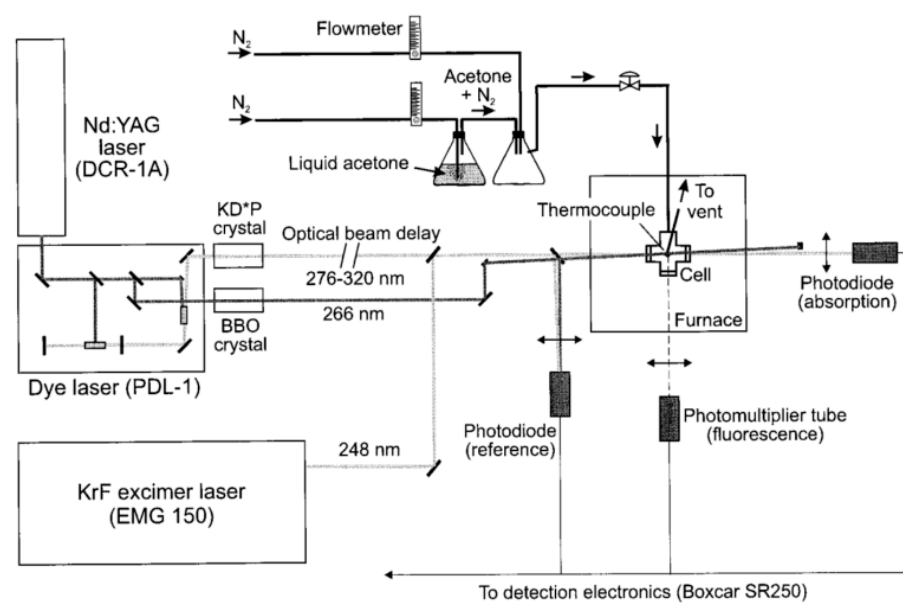 N2
Flowmeter
N2
Acetone
+ N2
Nd:YAG
laser
(DCR-1A)
Liquid acetone
KD*P
crystal
Optical beam delay
276-320 nm
266 nm
BBO
crystal
Dye laser (PDL-1)
Thermocouple
To
vent
Cell
Furnace
Photodiode
(absorption)
Photodiode
(reference)
Photomultiplier tube
(fluorescence)
248 nm
KrF excimer laser
(EMG 150)
To detection electronics (Boxcar SR250)